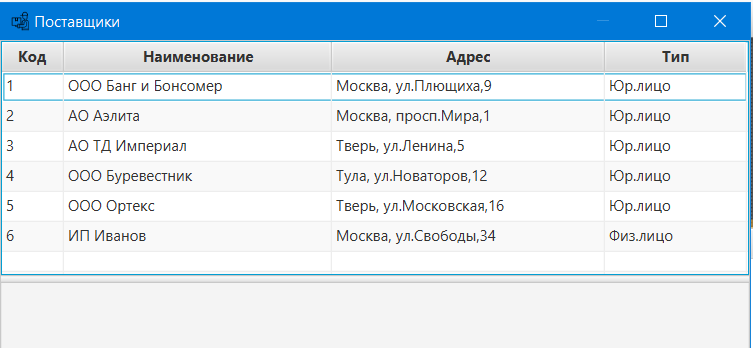 Поставщики
Код Наименование Адрес Тип
1 ООО Банг и Бонсомер Москва, ул.Плющиха,9 Юр.лицо
2 АО Аэлита Москва, просп.Мира,1 Юр.лицо
3 АО ТД Империал Тверь, ул.Ленина,5 Юр.лицо
4 ООО Буревестник Тула, ул.Новаторов,12 Юр.лицо
5 ООО Ортекс Тверь, ул.Московская,16 Юр.лицо
6 ИП Иванов Москва, ул.Свободы,34 Физ.лицо